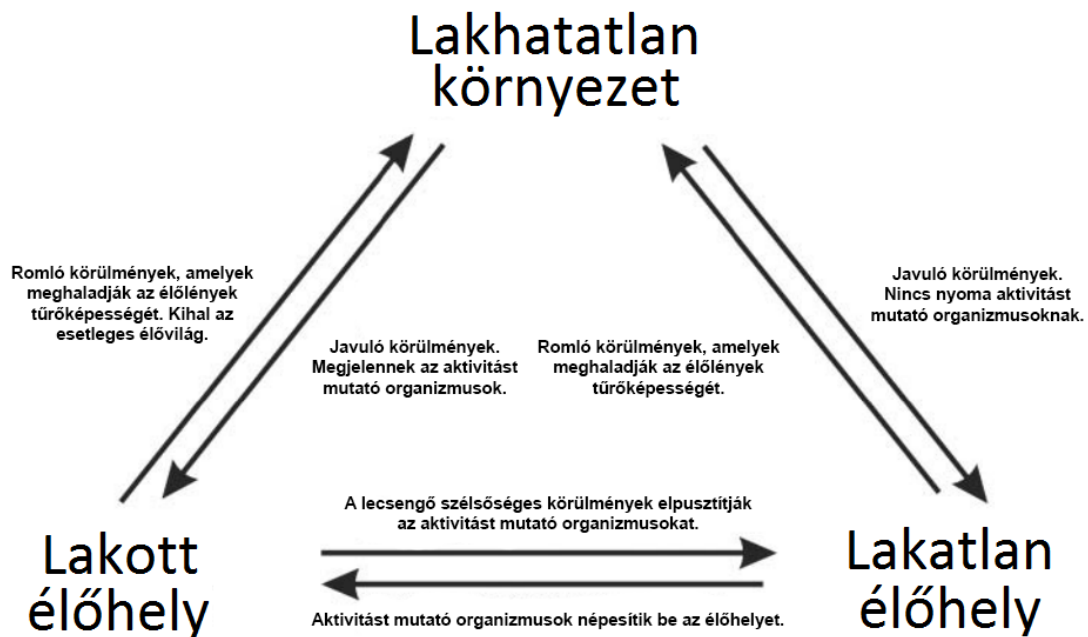 Lakhatatlan
környezet
Romló körülmények, amelyek
meghaladják az élőlények
tűrőképességét. Kihal az
esetleges élővilág.
Javuló körülmények.
Megjelennek az aktivitást
mutató organizmusok.
Romló körülmények, amelyek
meghaladják az élőlények
tűrőképességét.
Javuló körülmények.
Nincs nyoma aktivitást
mutató organizmusoknak.
A lecsengő szélsőséges körülmények elpusztítják
az aktivitást mutató organizmusokat.
Lakott
élőhely
Lakatlan
élőhely
Aktivitást mutató organizmusok népesítik be az élőhelyet.